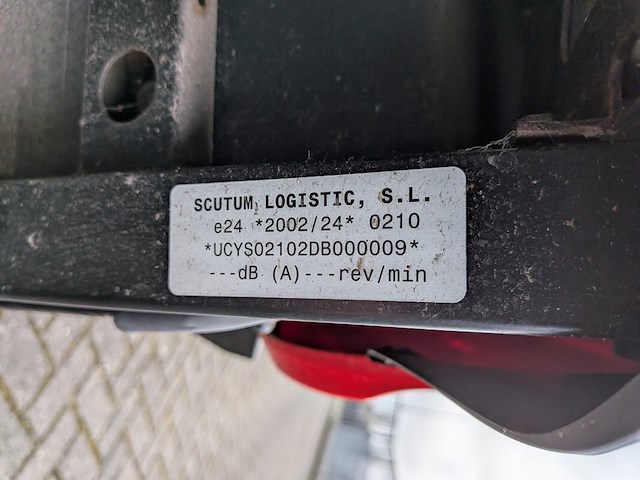 SCUTUM LOGISTIC, S.L.
e24 *2002/24* 0210
*UCYS02102DB000009*
---dB (A)---rev/min